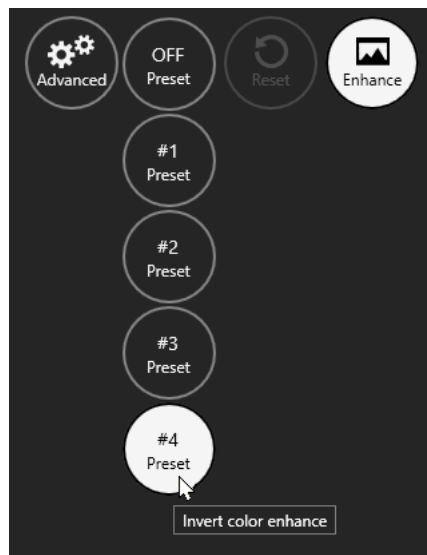 Advanced
OFF
Preset
Reset
Enhance
#1
Preset
#2
Preset
#3
Preset
#4
Preset
Invert color enhance